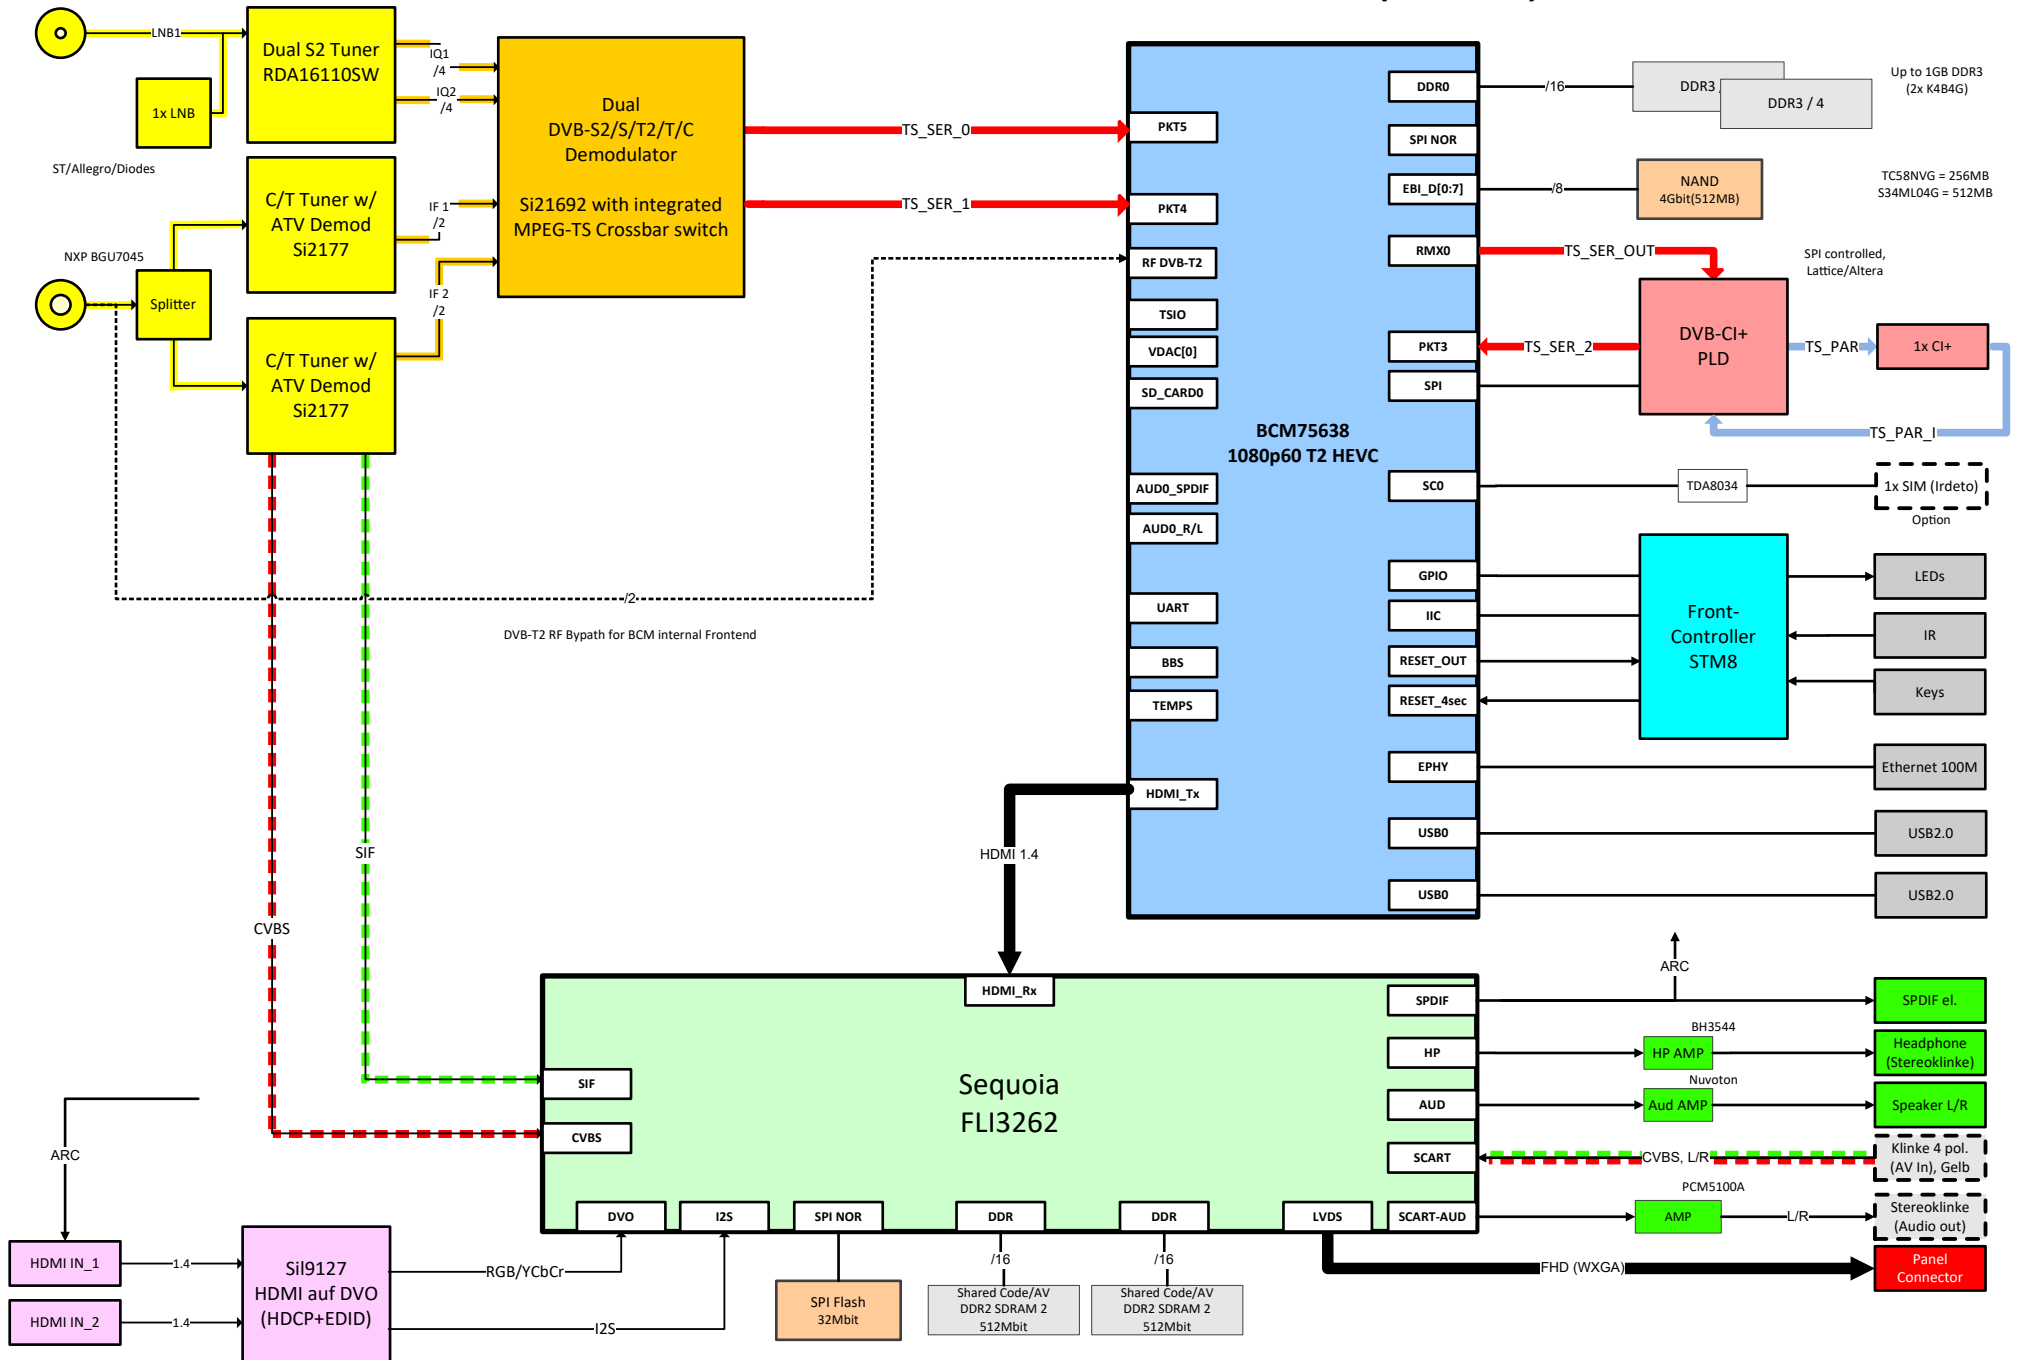 LNB1
Dual S2 Tuner
RDA16110SW
1x LNB
ST/Allegro/Diodes
IQ1
/4
IQ2
/4
C/T Tuner w/
ATV Demod
Si2177
NXP BGU7045
Splitter
C/T Tuner w/
ATV Demod
Si2177
IF 1
/2
IF 2
/2
Dual
DVB-S2/S/T2/T/C
Demodulator
Si21692 with integrated
MPEG-TS Crossbar switch
TS_SER_0
TS_SER_1
/2
DVB-T2 RF Bypath for BCM internal Frontend
SIF
CVBS
HDMI 1.4
PKT5
PKT4
RF DVB-T2
TSIO
VDAC[0]
SD_CARD0
AUD0_SPDIF
AUD0_R/L
UART
BBS
TEMPS
HDMI_Tx
BCM75638
1080p60 T2 HEVC
DDR0
SPI NOR
EBI_D[0:7]
RMX0
PKT3
SPI
SC0
GPIO
IIC
RESET_OUT
RESET_4sec
EPHY
USB0
USB0
/16
DDR3
DDR3 / 4
Up to 1GB DDR3
(2x K4B4G)
/8
NAND
4Gbit(512MB)
TC58NVG = 256MB
S34ML04G = 512MB
TS_SER_OUT
SPI controlled,
Lattice/Altera
TS_SER_2
DVB-CI+
PLD
TS_PAR
1x CI+
TS_PAR_I
TDA8034
1x SIM (Irdeto)
Option
Front-
Controller
STM8
LEDs
IR
Keys
Ethernet 100M
USB2.0
USB2.0
ARC
HDMI_Rx
SIF
CVBS
Sequoia
FLI3262
SPDIF
HP
AUD
SCART
SCART-AUD
DVO
I2S
SPI NOR
DDR
DDR
LVDS
SPDIF el.
BH3544
HP AMP
Headphone
(Stereoklinke)
Nuvoton
Aud AMP
Speaker L/R
CVBS, L/R
Klinke 4 pol.
(AV In), Gelb
PCM5100A
AMP
L/R
Stereoklinke
(Audio out)
FHD (WXGA)
Panel
Connector
ARC
HDMI IN_1
1.4
HDMI IN_2
1.4
Sil9127
HDMI auf DVO
(HDCP+EDID)
RGB/YCbCr
I2S
SPI Flash
32Mbit
/16
Shared Code/AV
DDR2 SDRAM 2
512Mbit
/16
Shared Code/AV
DDR2 SDRAM 2
512Mbit